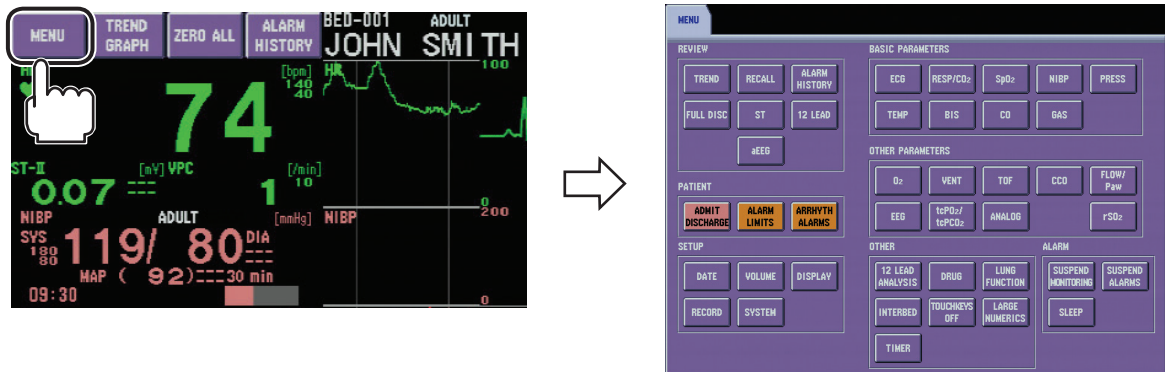 MENU
TREND GRAPH
ZERO ALL
ALARM HISTORY
BED-001 ADULT
JOHN SMITH
[bpm]
140
40
74
HR
100
0
ST-II [mV]
0.07 ---
VPC [/min]
10
1
NIBP ADULT [mmHg]
SYS
180
80
119/ 80
DIA
---
---
MAP ( 92)---30 min
09:30
NIBP
200
0
MENU
REVIEW
TREND
RECALL
ALARM HISTORY
FULL DISC
ST
12 LEAD
aEEG
PATIENT
ADMIT DISCHARGE
ALARM LIMITS
ARRHYTH ALARMS
SETUP
DATE
VOLUME
DISPLAY
RECORD
SYSTEM
BASIC PARAMETERS
ECG
RESP/CO2
SpO2
NIBP
PRESS
TEMP
BIS
CO
GAS
OTHER PARAMETERS
O2
VENT
TOF
CCO
FLOW/ Paw
EEG
tcPO2/ tcPCO2
ANALOG
rSO2
OTHER
12 LEAD ANALYSIS
DRUG
LUNG FUNCTION
INTERBED
TOUCHKEYS OFF
LARGE NUMERICS
TIMER
ALARM
SUSPEND MONITORING
SUSPEND ALARMS
SLEEP